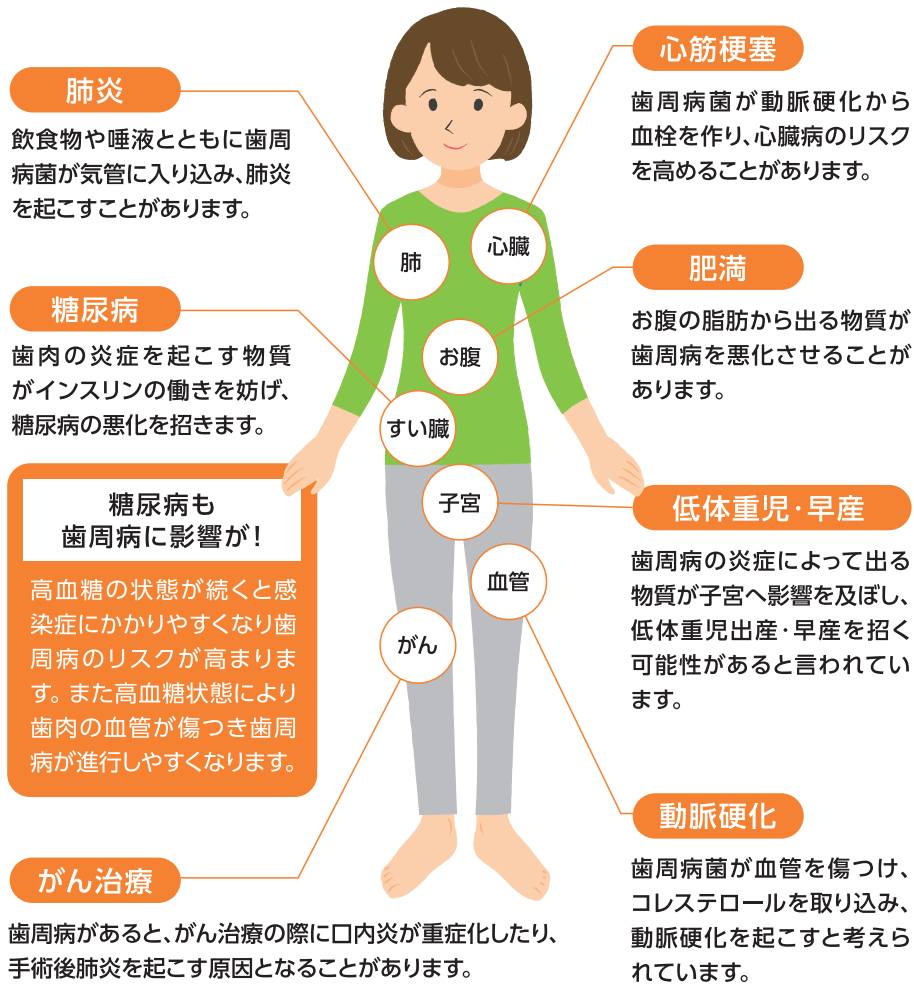 肺炎
飲食物や唾液とともに歯周
病菌が気管に入り込み、肺炎
を起こすことがあります。
糖尿病
歯肉の炎症を起こす物質
がインスリンの働きを妨げ、
糖尿病の悪化を招きます。
糖尿病も
歯周病に影響が!
高血糖の状態が続くと感
染症にかかりやすくなり歯
周病のリスクが高まりま
す。また高血糖状態により
歯肉の血管が傷つき歯周
病が進行しやすくなります。
がん治療
歯周病があると、がん治療の際に口内炎が重症化したり、
手術後肺炎を起こす原因となることがあります。
肺
心臓
お腹
すい臓
子宮
血管
がん
心筋梗塞
歯周病菌が動脈硬化から
血栓を作り、心臓病のリスク
を高めることがあります。
肥満
お腹の脂肪から出る物質が
歯周病を悪化させることが
あります。
低体重児・早産
歯周病の炎症によって出る
物質が子宮へ影響を及ぼし、
低体重児出産・早産を招く
可能性があると言われてい
ます。
動脈硬化
歯周病菌が血管を傷つけ、
コレステロールを取り込み、
動脈硬化を起こすと考えら
れています。